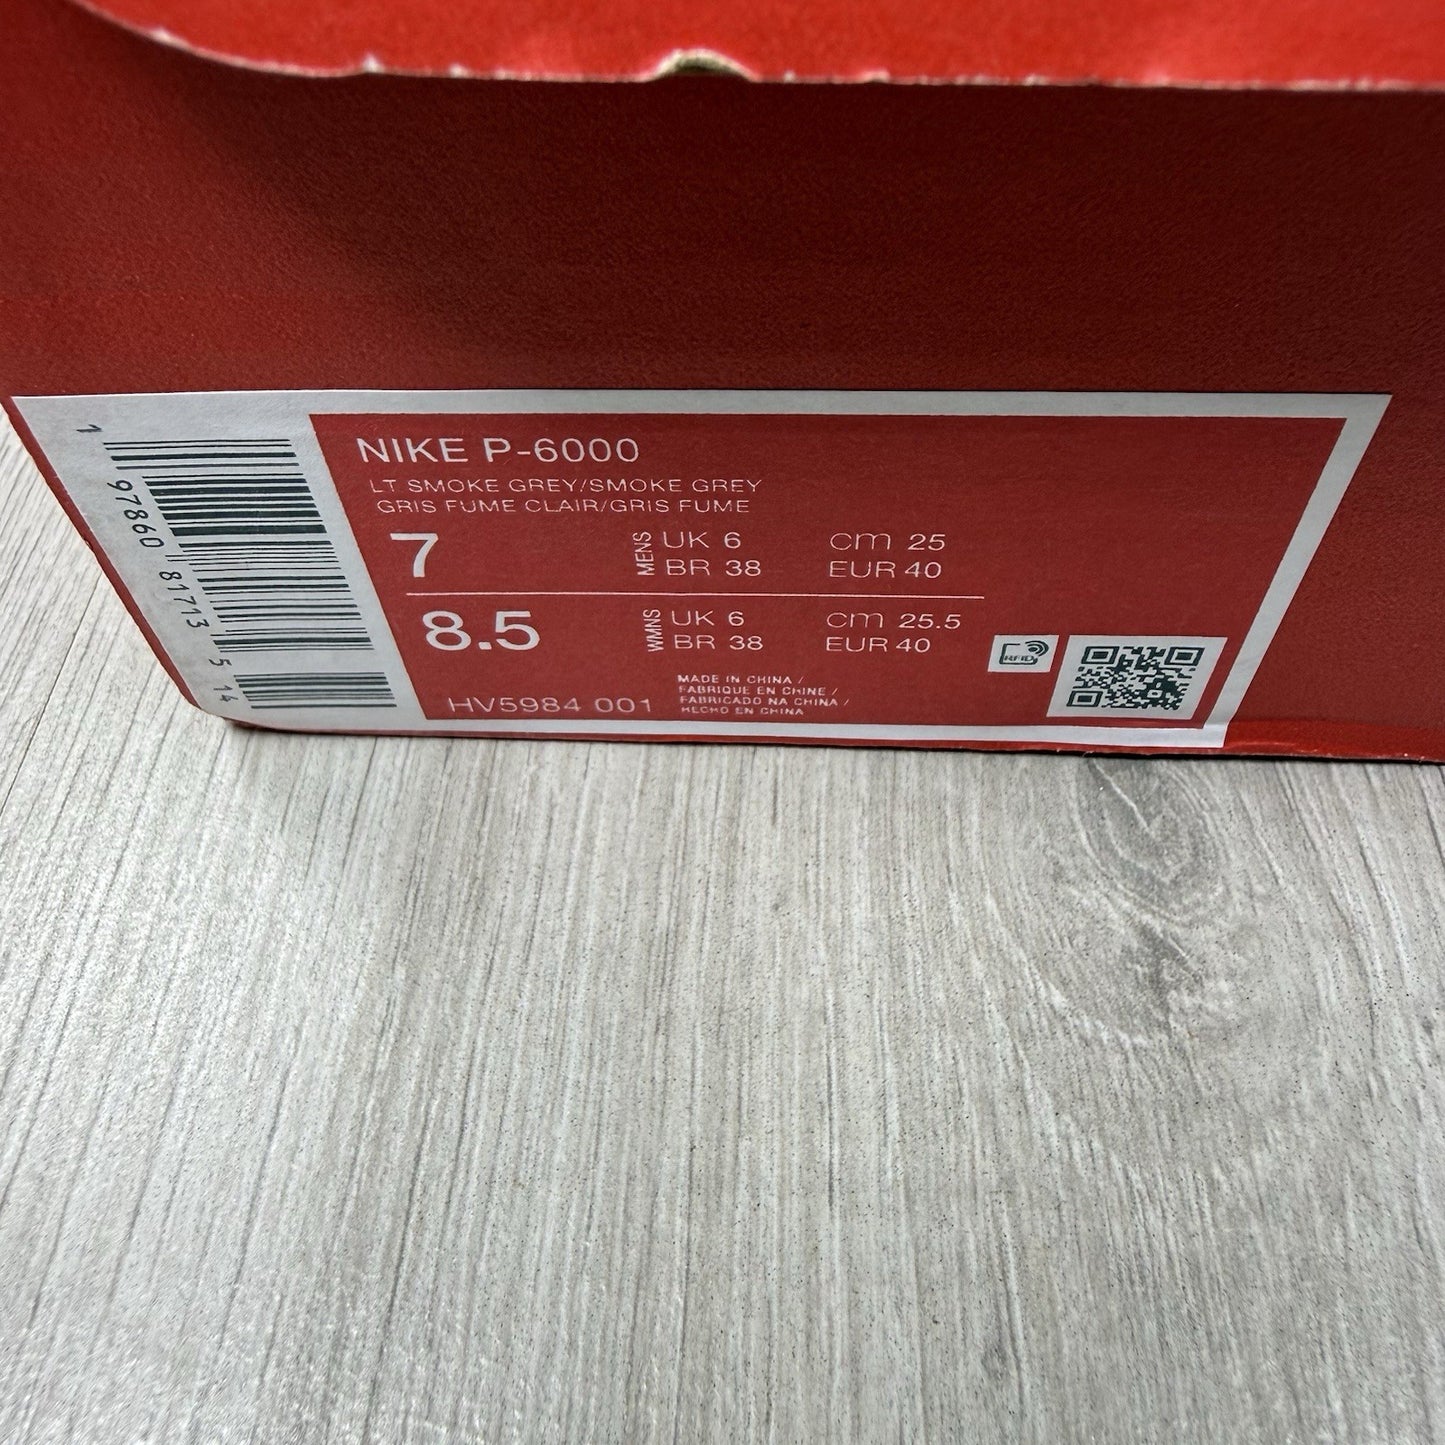 NIKE P-6000
LT SMOKE GREY/SMOKE GREY
GRIS FUME CLAIR/GRIS FUME
7 MENS UK 6 cm 25
BR 38 EUR 40
8.5 WMNS UK 6 cm 25.5
BR 38 EUR 40
HV5984 001
MADE IN CHINA /
FABRIQUE EN CHINE /
FABRICADO NA CHINA /
HECHO EN CHINA
RFID
1 97860 81713 5 14